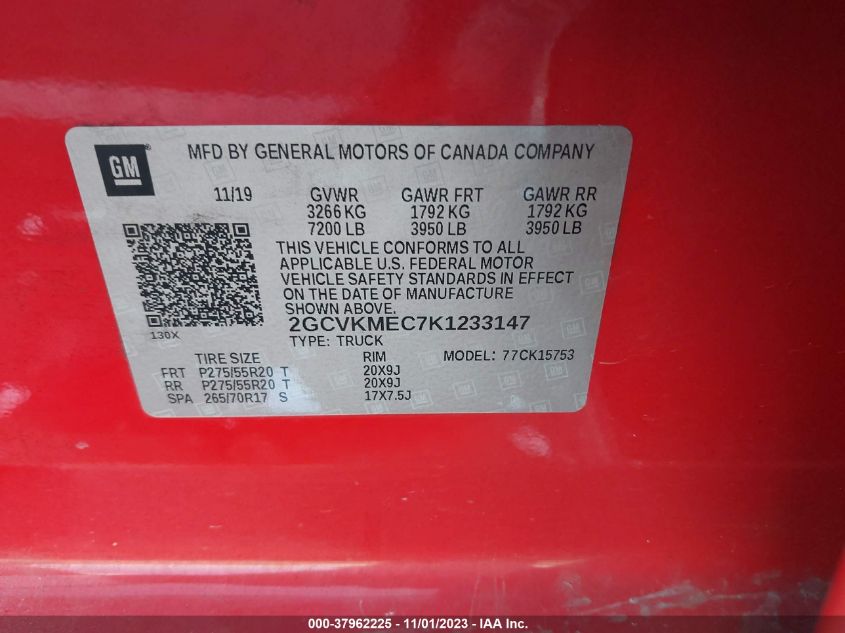 GM ®
MFD BY GENERAL MOTORS OF CANADA COMPANY
11/19 GVWR GAWR FRT GAWR RR
3266 KG 1792 KG 1792 KG
7200 LB 3950 LB 3950 LB
THIS VEHICLE CONFORMS TO ALL
APPLICABLE U.S. FEDERAL MOTOR
VEHICLE SAFETY STANDARDS IN EFFECT
ON THE DATE OF MANUFACTURE
SHOWN ABOVE.
130X
2GCVKMEC7K1233147
TYPE: TRUCK
TIRE SIZE RIM MODEL: 77CK15753
FRT P275/55R20 T 20X9J
RR P275/55R20 T 20X9J
SPA 265/70R17 S 17X7.5J
000-37962225 - 11/01/2023 - IAA Inc.